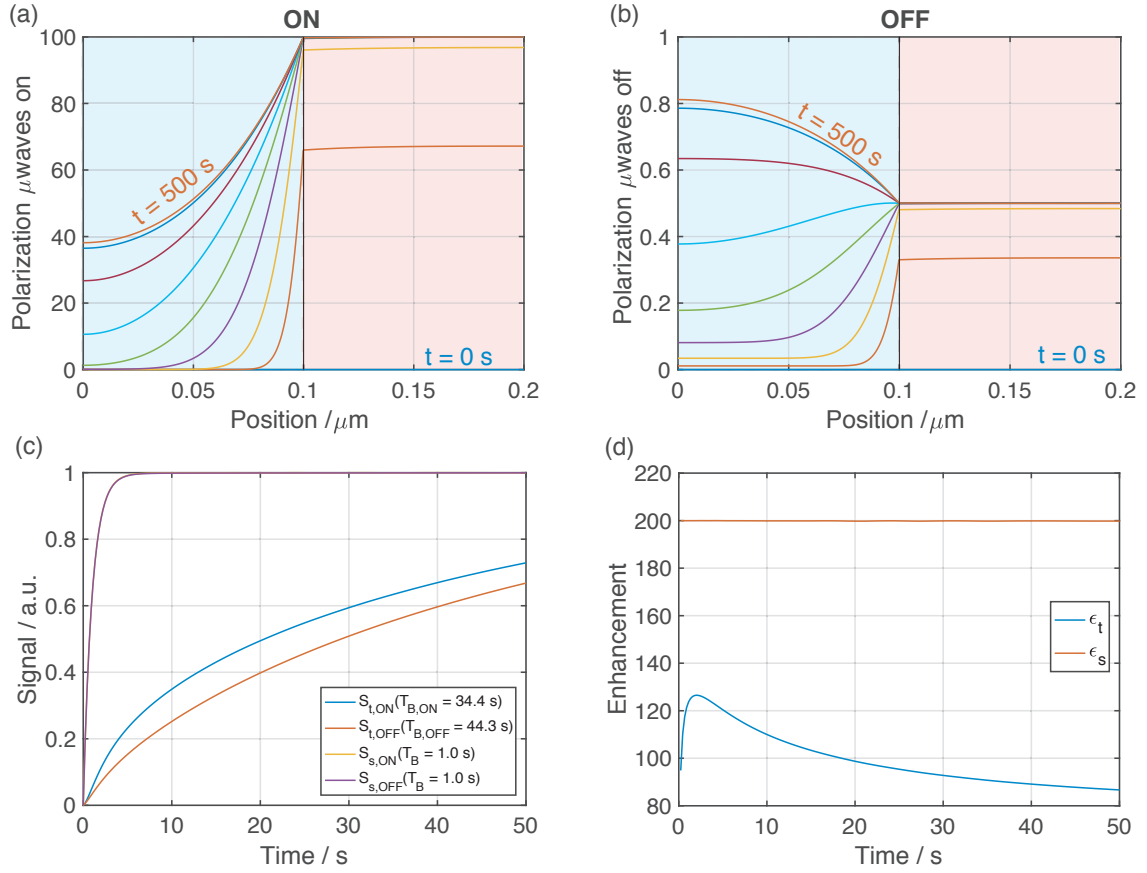 (a)
ON
Polarization μwaves on
100
80
60
40
20
0
t = 500 s
t = 0 s
0
0.05
0.1
0.15
0.2
Position /μm
(b)
OFF
Polarization μwaves off
1
0.8
0.6
0.4
0.2
0
t = 500 s
t = 0 s
0
0.05
0.1
0.15
0.2
Position /μm
(c)
Signal / a.u.
1
0.8
0.6
0.4
0.2
0
S_t,ON(T_B,ON = 34.4 s)
S_t,OFF(T_B,OFF = 44.3 s)
S_s,ON(T_B = 1.0 s)
S_s,OFF(T_B = 1.0 s)
0
10
20
30
40
50
Time / s
(d)
Enhancement
220
200
180
160
140
120
100
80
ϵ_t
ϵ_s
0
10
20
30
40
50
Time / s